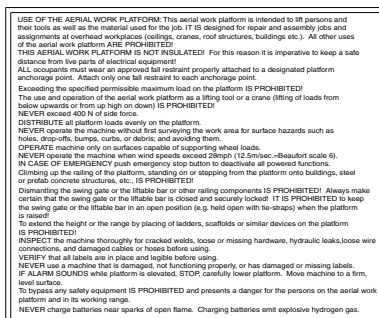 USE OF THE AERIAL WORK PLATFORM: This aerial work platform is intended to lift persons and
their tools as well as the material used for the job. IT IS designed for repair and assembly jobs and
assignments at overhead workplaces (ceilings, cranes, roof structures, buildings etc.). All other uses
of the aerial work platform ARE PROHIBITED!
THIS AERIAL WORK PLATFORM IS NOT INSULATED! For this reason it is imperative to keep a safe
distance from live parts of electrical equipment!
ALL occupants must wear an approved fall restraint properly attached to a designated platform
anchorage point. Attach only one fall restraint to each anchorage point.
Exceeding the specified permissible maximum load on the platform IS PROHIBITED!
The use and operation of the aerial work platform as a lifting tool or a crane (lifting of loads from
below upwards or from up high on down) IS PROHIBITED!
NEVER exceed 400 N of side force.
DISTRIBUTE all platform loads evenly on the platform.
NEVER operate the machine without first surveying the work area for surface hazards such as
holes, drop-offs, bumps, curbs, or debris; and avoiding them.
OPERATE machine only on surfaces capable of supporting wheel loads.
NEVER operate the machine when wind speeds exceed 28mph (12.5m/sec.=Beaufort scale 6).
IN CASE OF EMERGENCY push emergency stop button to deactivate all powered functions.
Climbing up the railing of the platform, standing on or stepping from the platform onto buildings, steel
or prefab concrete structures, etc., IS PROHIBITED!
Dismantling the swing gate or the liftable bar or other railing components IS PROHIBITED! Always make
certain that the swing gate or the liftable bar is closed and securely locked! IT IS PROHIBITED to keep
the swing gate or the liftable bar in an open position (e.g. held open with tie-straps) when the platform
is raised!
To extend the height or the range by placing of ladders, scaffolds or similar devices on the platform
IS PROHIBITED!
INSPECT the machine thoroughly for cracked welds, loose or missing hardware, hydraulic leaks,loose wire
connections, and damaged cables or hoses before using.
VERIFY that all labels are in place and legible before using.
NEVER use a machine that is damaged, not functioning properly, or has damaged or missing labels.
IF ALARM SOUNDS while platform is elevated, STOP, carefully lower platform. Move machine to a firm,
level surface.
To bypass any safety equipment IS PROHIBITED and presents a danger for the persons on the aerial work
platform and in its working range.
NEVER charge batteries near sparks of open flame. Charging batteries emit explosive hydrogen gas.